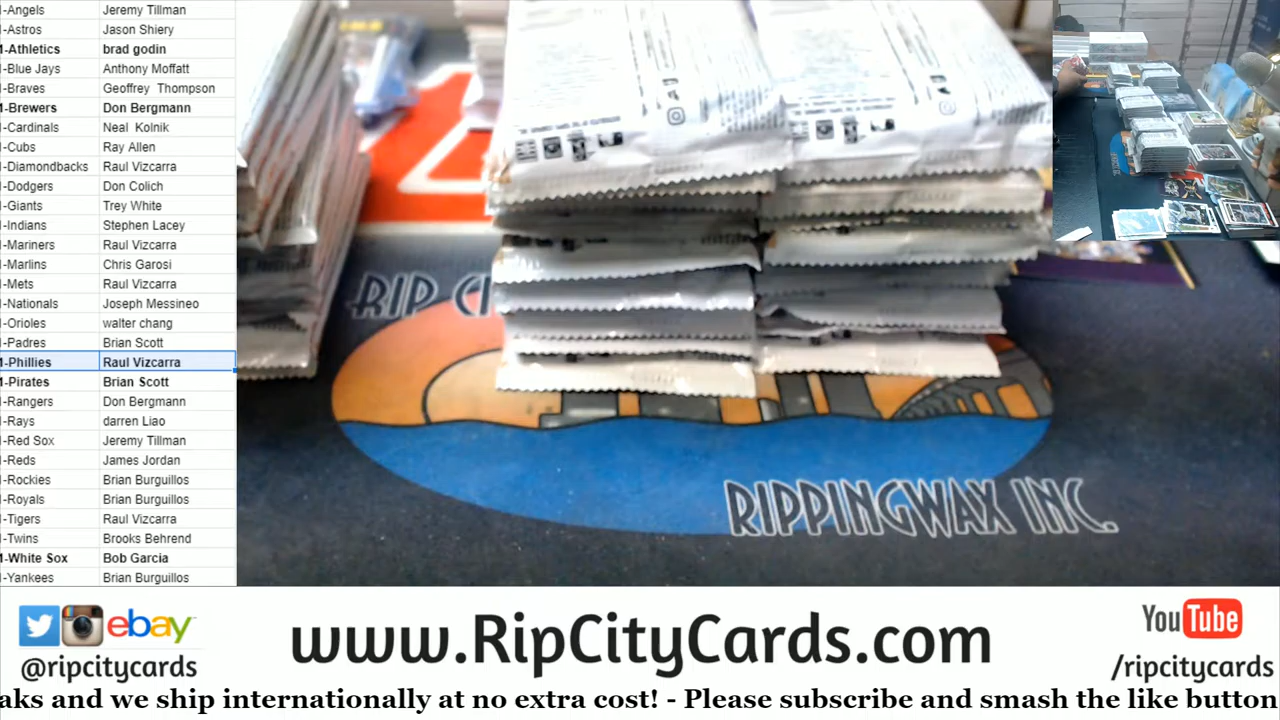 I-Angels Jeremy Tillman
I-Astros Jason Shiery
I-Athletics brad godin
I-Blue Jays Anthony Moffatt
I-Braves Geoffrey Thompson
I-Brewers Don Bergmann
I-Cardinals Neal Kolnik
I-Cubs Ray Allen
I-Diamondbacks Raul Vizcarra
I-Dodgers Don Colich
I-Giants Trey White
I-Indians Stephen Lacey
I-Mariners Raul Vizcarra
I-Marlins Chris Garosi
I-Mets Raul Vizcarra
I-Nationals Joseph Messineo
I-Orioles walter chang
I-Padres Brian Scott
I-Phillies Raul Vizcarra
I-Pirates Brian Scott
I-Rangers Don Bergmann
I-Rays darren Liao
I-Red Sox Jeremy Tillman
I-Reds James Jordan
I-Rockies Brian Burguillos
I-Royals Brian Burguillos
I-Tigers Raul Vizcarra
I-Twins Brooks Behrend
I-White Sox Bob Garcia
I-Yankees Brian Burguillos
RIP CI
RIPPINGWAX INC.
ebay
@ripcitycards
www.RipCityCards.com
YouTube
/ripcitycards
aks and we ship internationally at no extra cost! - Please subscribe and smash the like button